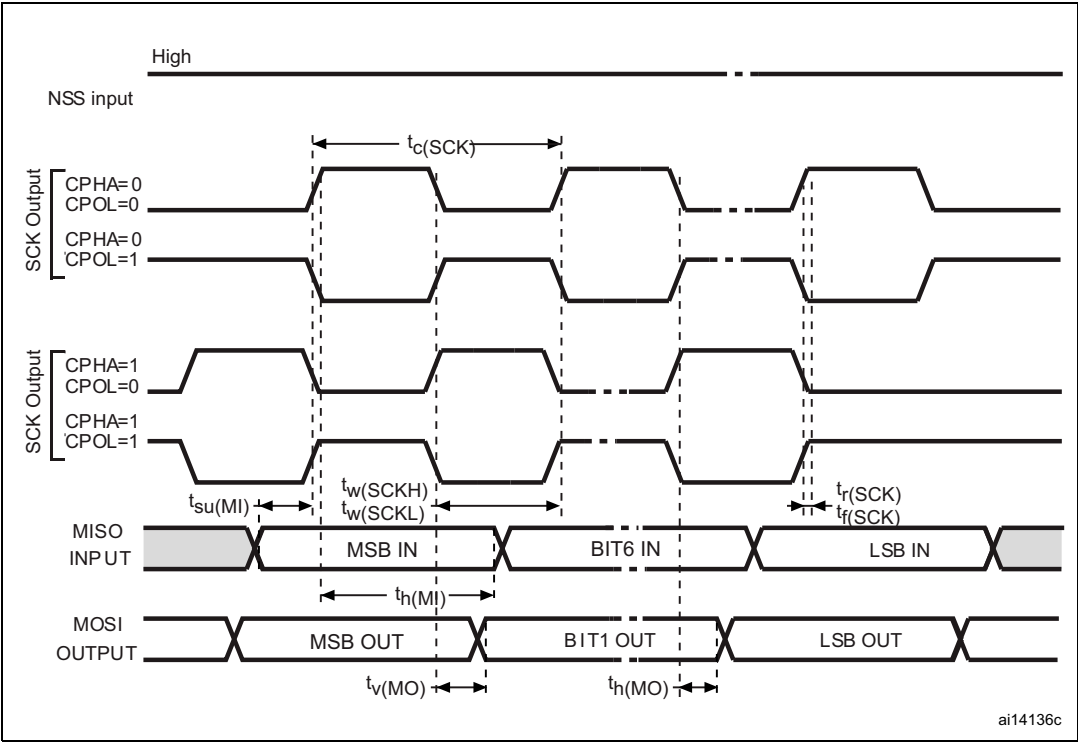 High
NSS input
tc(SCK)
SCK Output
CPHA=0
CPOL=0
CPHA=0
CPOL=1
SCK Output
CPHA=1
CPOL=0
CPHA=1
CPOL=1
tsu(MI)
tw(SCKH)
tw(SCKL)
tr(SCK)
tf(SCK)
MISO
INPUT
MSB IN
BIT6 IN
LSB IN
th(MI)
MOSI
OUTPUT
MSB OUT
BIT1 OUT
LSB OUT
tv(MO)
th(MO)
ai14136c